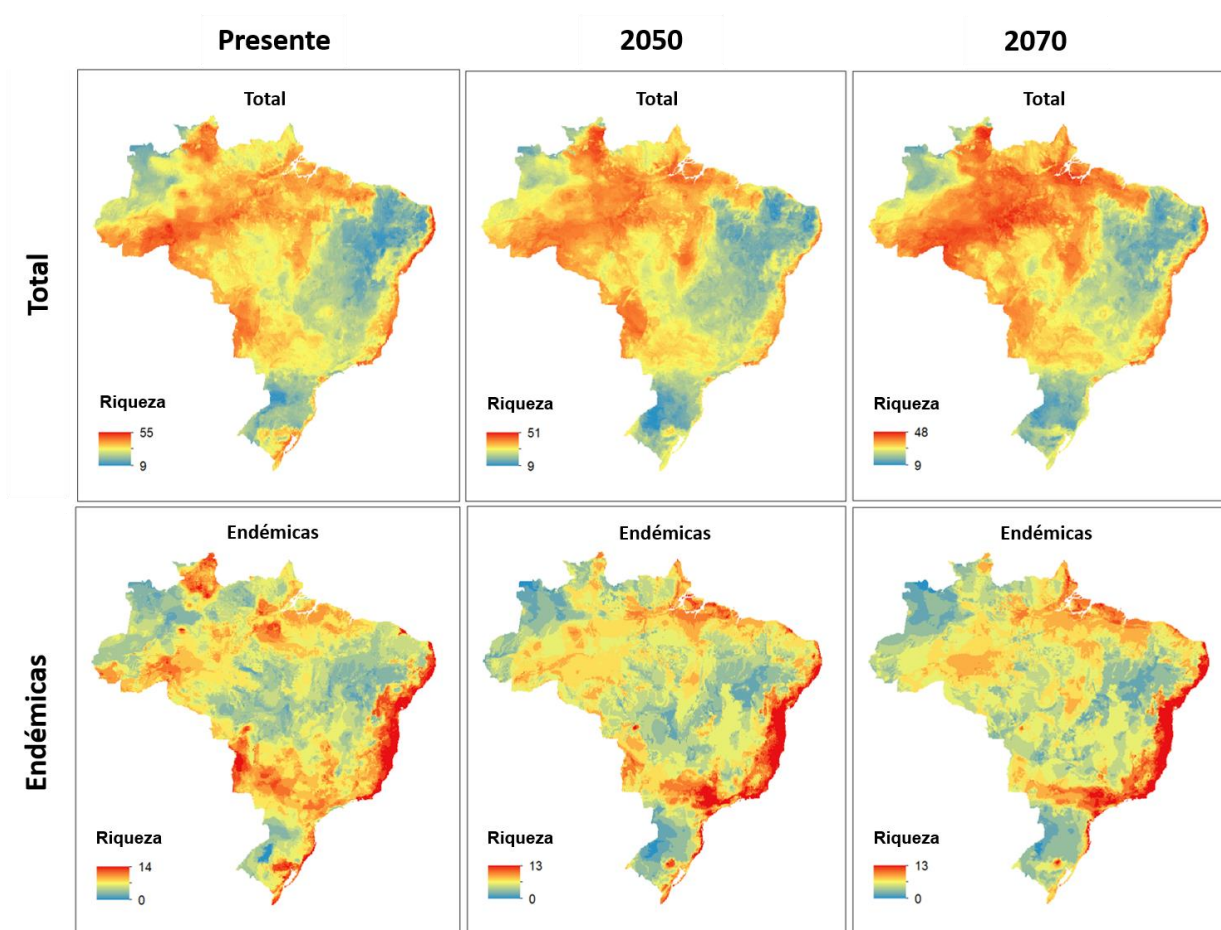 Presente
2050
2070
Total
Total
Total
Total
Riqueza
55
9
Riqueza
51
9
Riqueza
48
9
Endémicas
Endémicas
Endémicas
Endémicas
Riqueza
14
0
Riqueza
13
0
Riqueza
13
0